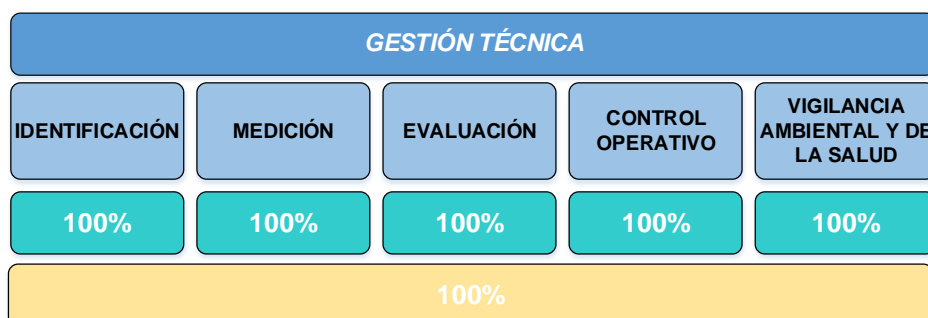 GESTIÓN TÉCNICA
IDENTIFICACIÓN
MEDICIÓN
EVALUACIÓN
CONTROL
OPERATIVO
VIGILANCIA
AMBIENTAL Y DE
LA SALUD
100%
100%
100%
100%
100%
100%